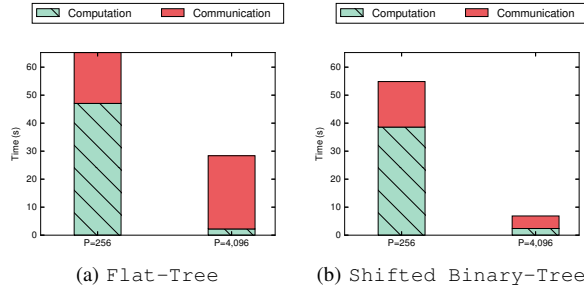 Computation Communication
Computation Communication
Time (s)
60
50
40
30
20
10
0
P=256 P=4,096
Time (s)
60
50
40
30
20
10
0
P=256 P=4,096
(a) Flat-Tree
(b) Shifted Binary-Tree